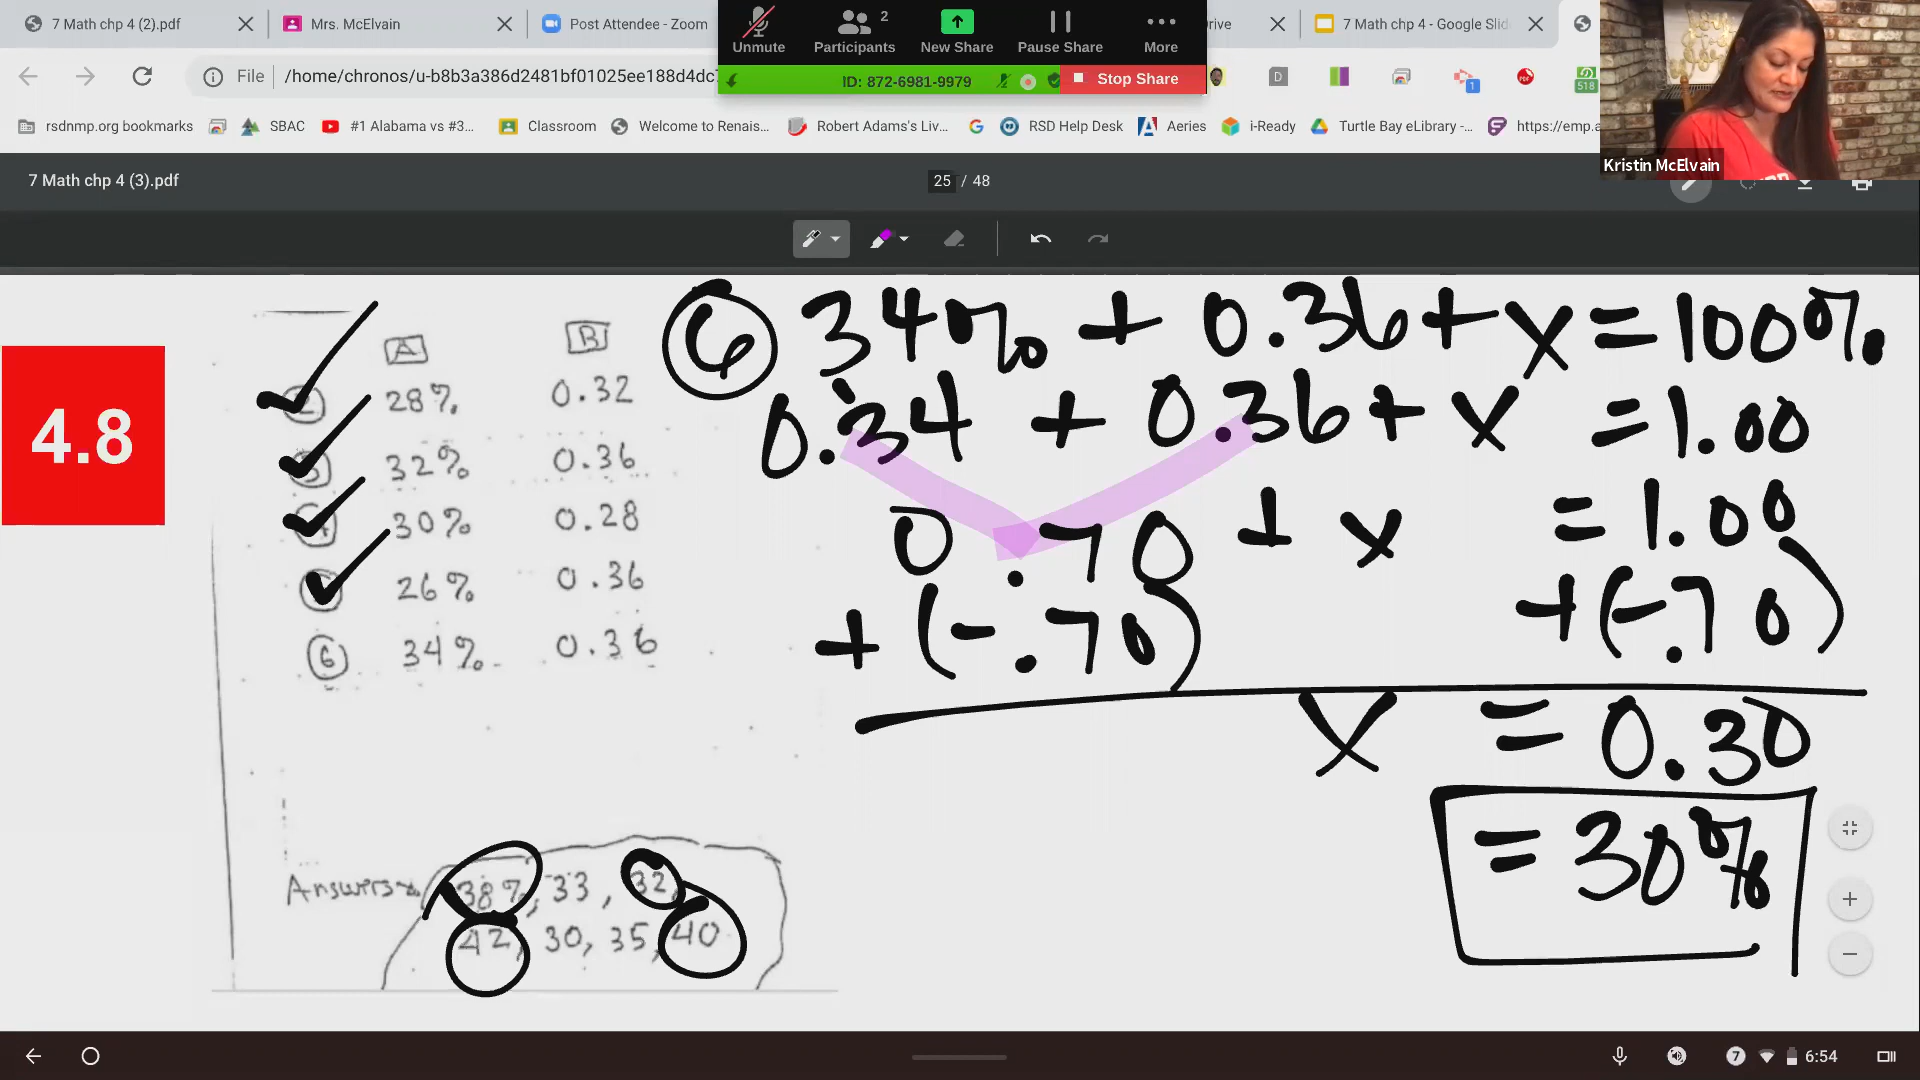 7 Math chp 4 (2).pdf
Mrs. McElvain
Post Attendee - Zoom
Drive
7 Math chp 4 - Google Slid
Unmute
Participants 2
New Share
Pause Share
More
File
/home/chronos/u-b8b3a386d2481bf01025ee188d4dc
ID: 872-6981-9979
Stop Share
D
PDF
1
518
rsdnmp.org bookmarks
SBAC
#1 Alabama vs #3...
Classroom
Welcome to Renais...
Robert Adams's Liv...
RSD Help Desk
Aeries
i-Ready
Turtle Bay eLibrary -...
https://emp.a
Kristin McElvain
7 Math chp 4 (3).pdf
25 / 48
4.8
A B
28% 0.32
32% 0.36
30% 0.28
26% 0.36
6 34% 0.36
Answers
38%, 33, 32,
42, 30, 35, 40
6 34% + 0.36 + x = 100%
0.34 + 0.36 + x = 1.00
0.70 + x = 1.00
+ (-.70) + (-.70)
x = 0.30
= 30%
7
6:54